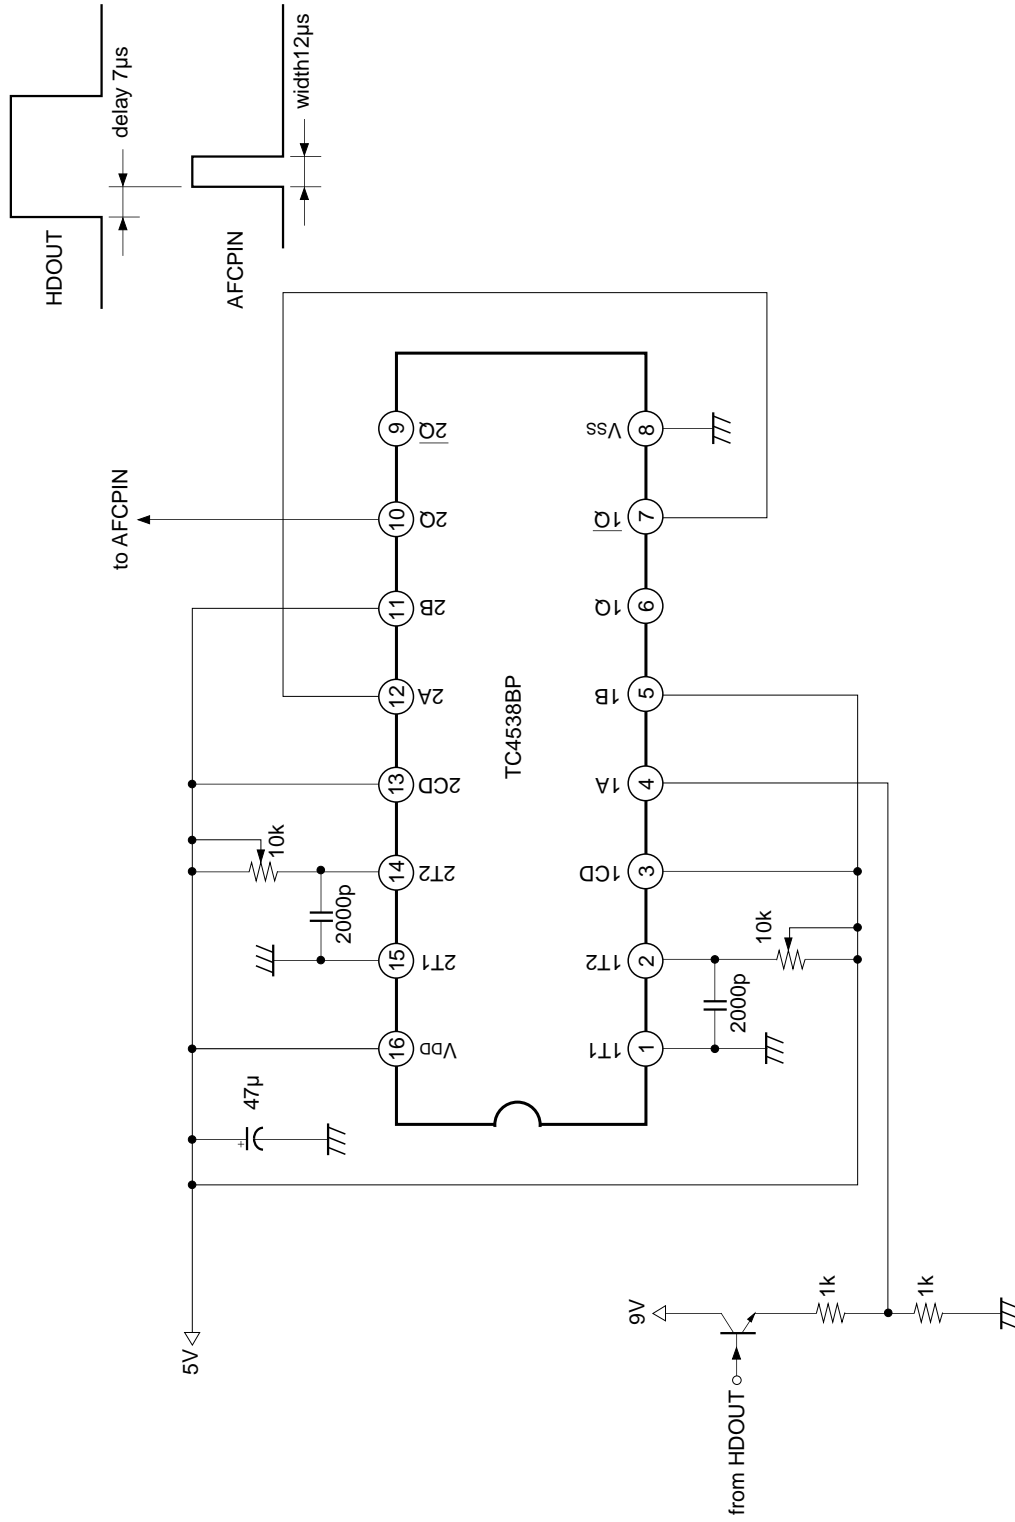 HDOUT
delay 7µs
AFCPIN
width12µs
to AFCPIN
5V
47µ
10k
2000p
16
15
14
13
12
11
10
9
VDD
2T1
2T2
2CD
2A
2B
2Q
2Q
TC4538BP
1T1
1T2
1CD
1A
1B
1Q
1Q
VSS
1
2
3
4
5
6
7
8
2000p
10k
9V
1k
1k
from HDOUT